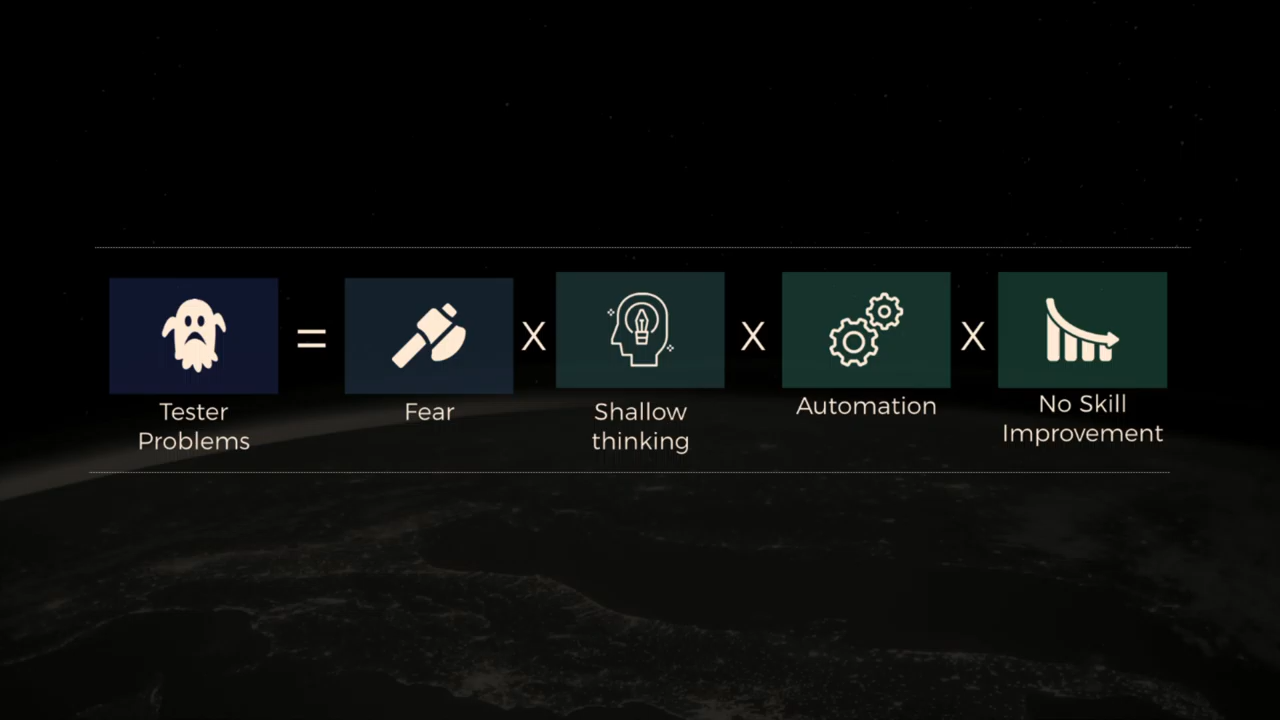 Tester
Problems
=
Fear
X
Shallow
thinking
X
Automation
X
No Skill
Improvement